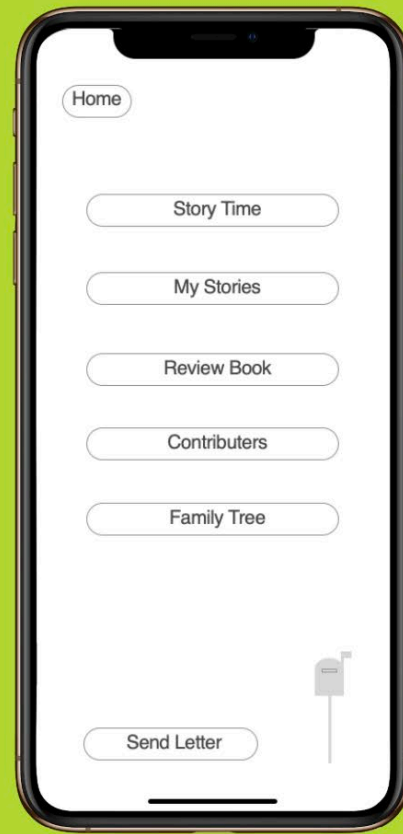 Home
Story Time
My Stories
Review Book
Contributers
Family Tree
Send Letter